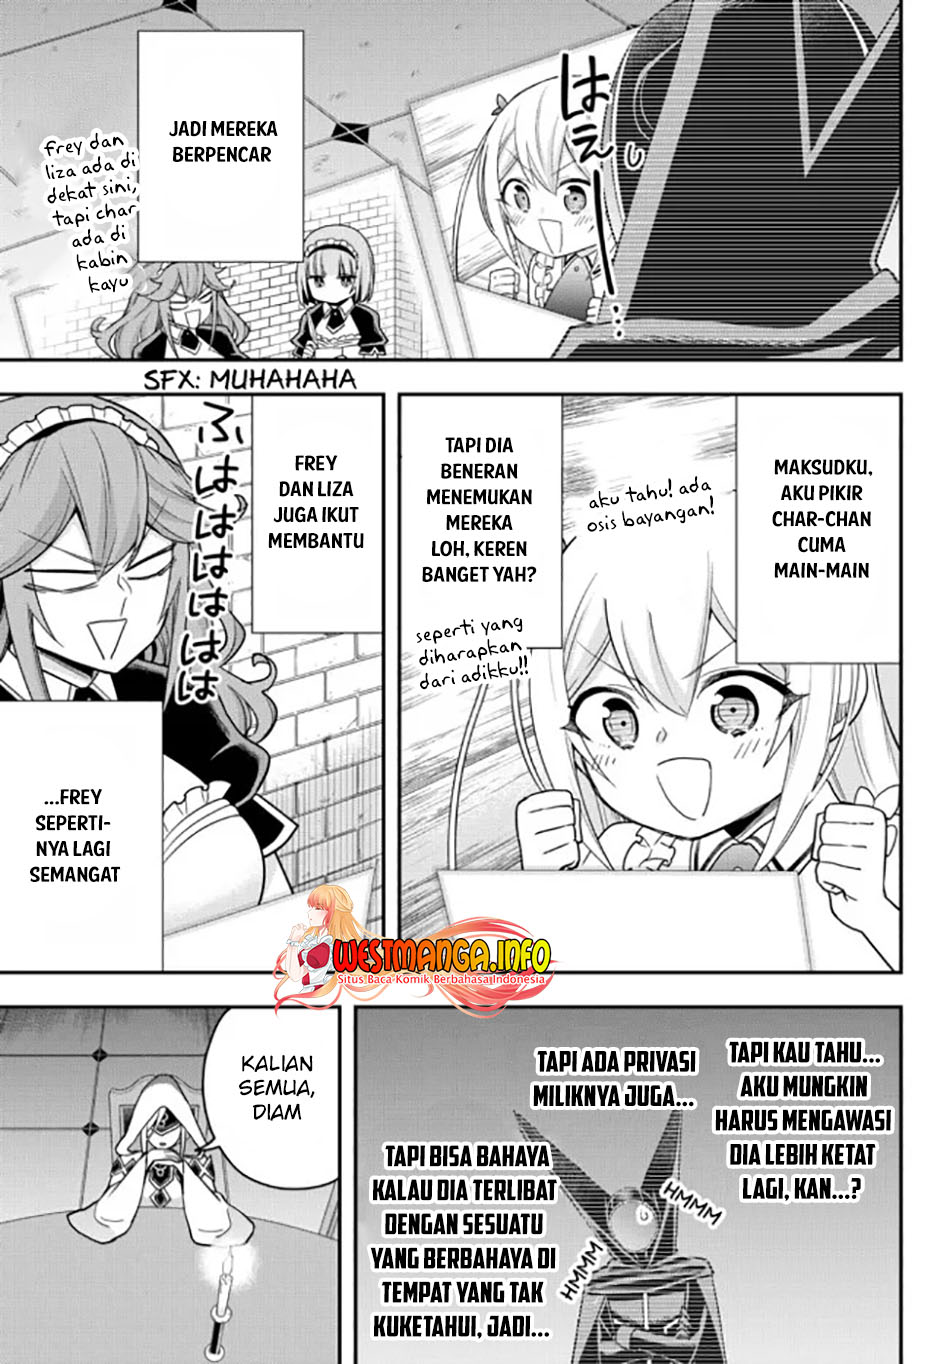 はえー…
JADI MEREKA
BERPENCAR
frey dan
liza ada di
dekat sini,
tapi char
ada di
kabin
kayu
SFX: MUHAHAHA
MAKSUDKU,
AKU PIKIR
CHAR-CHAN
CUMA
MAIN-MAIN
aku tahu! ada
osis bayangan!
TAPI DIA
BENERAN
MENEMUKAN
MEREKA
LOH, KEREN
BANGET YAH?
seperti yang
diharapkan
dari adikku!!
FREY
DAN LIZA
JUGA IKUT
MEMBANTU
ふはははははは
...FREY
SEPERTI-
NYA LAGI
SEMANGAT
WESTMANGA.INFO
Situs Baca Komik Berbahasa Indonesia
TAPI KAU TAHU...
AKU MUNGKIN
HARUS MENGAWASI
DIA LEBIH KETAT
LAGI, KAN...?
TAPI ADA PRIVASI
MILIKNYA JUGA...
TAPI BISA BAHAYA
KALAU DIA TERLIBAT
DENGAN SESUATU
YANG BERBAHAYA DI
TEMPAT YANG TAK
KUKETAHUI, JADI...
HMMM
HMMM
KALIAN
SEMUA,
DIAM